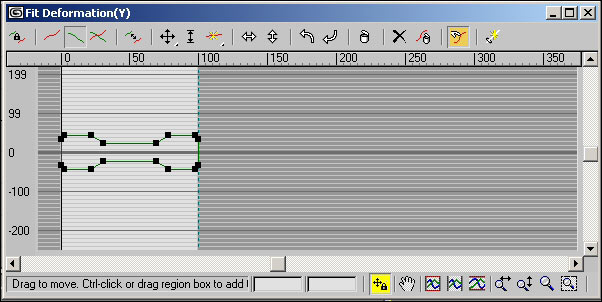 Fit Deformation(Y)
0 50 100 150 200 250 300 350
199
99
0
-100
-200
Drag to move. Ctrl-click or drag region box to add